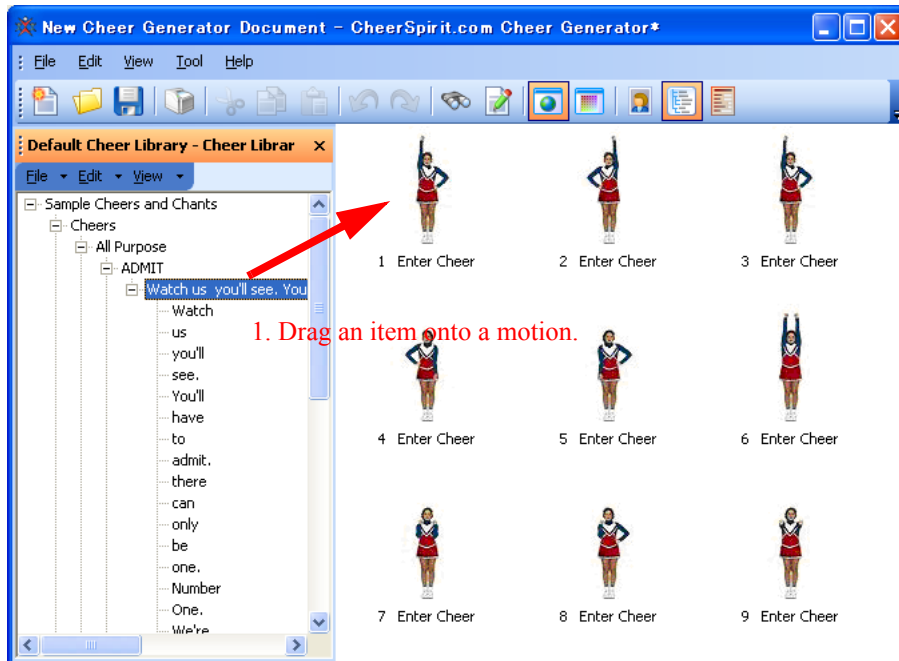 New Cheer Generator Document - CheerSpirit.com Cheer Generator*
File Edit View Tool Help
Default Cheer Library - Cheer Librar
File Edit View
Sample Cheers and Chants
Cheers
All Purpose
ADMIT
Watch us you'll see. You
Watch
us
you'll
see.
You'll
have
to
admit.
there
can
only
be
one.
Number
One.
We're
1 Enter Cheer
2 Enter Cheer
3 Enter Cheer
1. Drag an item onto a motion.
4 Enter Cheer
5 Enter Cheer
6 Enter Cheer
7 Enter Cheer
8 Enter Cheer
9 Enter Cheer